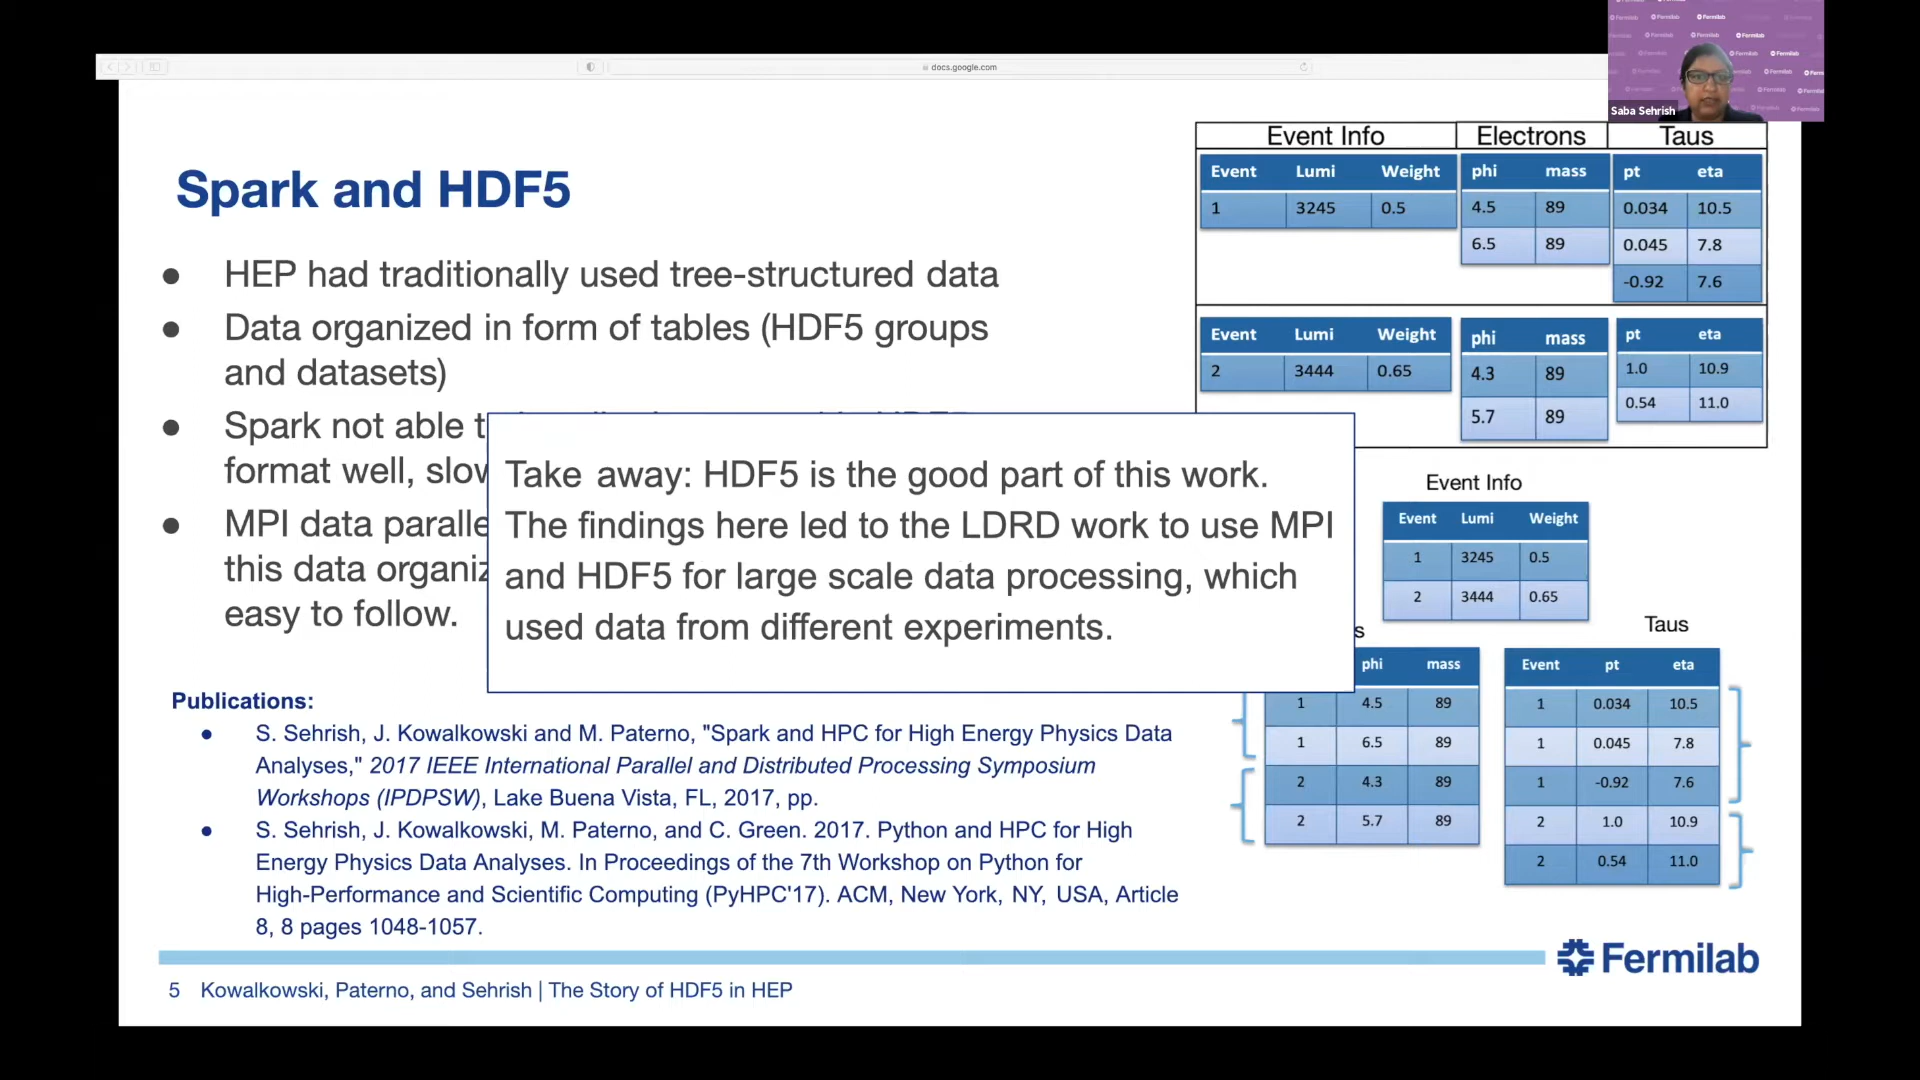 docs.google.com
Fermilab
Saba Sehrish
Spark and HDF5
● HEP had traditionally used tree-structured data
● Data organized in form of tables (HDF5 groups
and datasets)
● Spark not able
format well,
● MPI data
this data
easy to follow.
Take away: HDF5 is the good part of this work.
The findings here led to the LDRD work to use MPI
and HDF5 for large scale data processing, which
used data from different experiments.
Publications:
● S. Sehrish, J. Kowalkowski and M. Paterno, "Spark and HPC for High Energy Physics Data
Analyses," 2017 IEEE International Parallel and Distributed Processing Symposium
Workshops (IPDPSW), Lake Buena Vista, FL, 2017, pp.
● S. Sehrish, J. Kowalkowski, M. Paterno, and C. Green. 2017. Python and HPC for High
Energy Physics Data Analyses. In Proceedings of the 7th Workshop on Python for
High-Performance and Scientific Computing (PyHPC'17). ACM, New York, NY, USA, Article
8, 8 pages 1048-1057.
Event Info Electrons Taus
Event Lumi Weight phi mass pt eta
1 3245 0.5 4.5 89 0.034 10.5
6.5 89 0.045 7.8
-0.92 7.6
Event Lumi Weight phi mass pt eta
2 3444 0.65 4.3 89 1.0 10.9
5.7 89 0.54 11.0
Event Info
Event Lumi Weight
1 3245 0.5
2 3444 0.65
phi mass
1 4.5 89
1 6.5 89
2 4.3 89
2 5.7 89
Taus
Event pt eta
1 0.034 10.5
1 0.045 7.8
1 -0.92 7.6
2 1.0 10.9
2 0.54 11.0
Fermilab
5 Kowalkowski, Paterno, and Sehrish | The Story of HDF5 in HEP